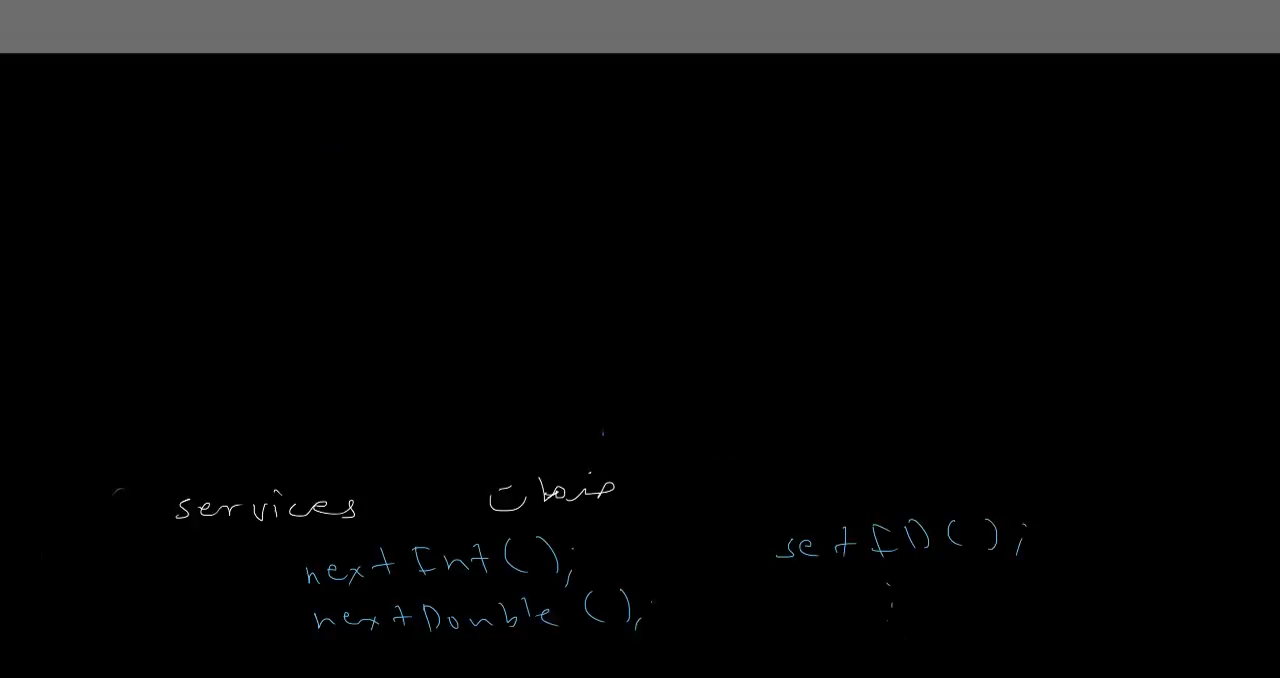 services خدمات
nextInt();
setID();
nextDouble();